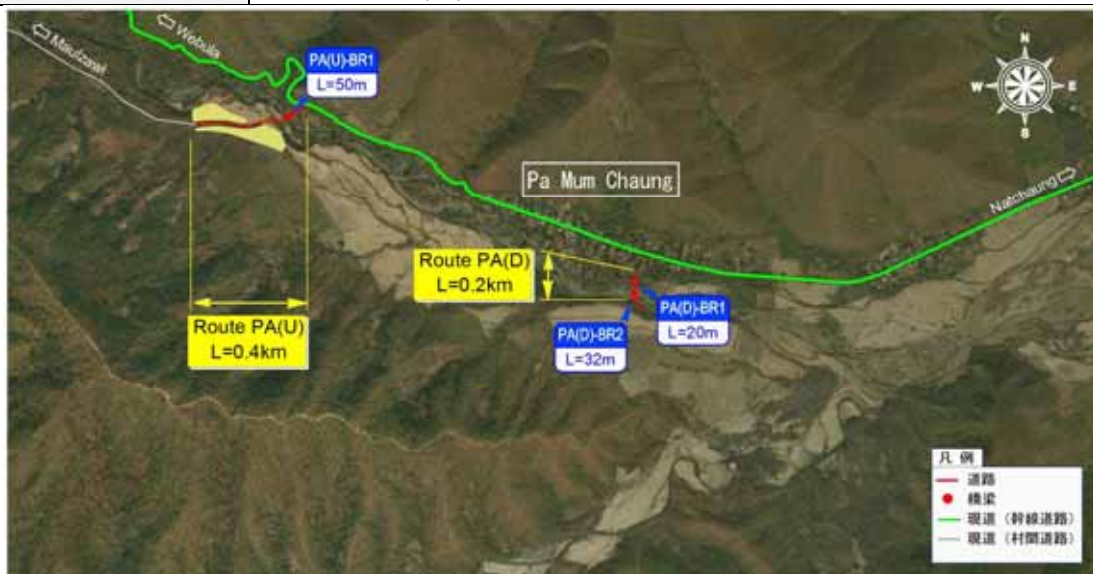 Maulzawl
Webula
PA(U)-BR1
L=50m
N
W
E
S
Pa Mum Chaung
Natchaung
Route PA(D)
L=0.2km
PA(D)-BR1
L=20m
PA(D)-BR2
L=32m
Route PA(U)
L=0.4km
凡 例
道路
橋梁
現道（幹線道路）
現道（村間道路）